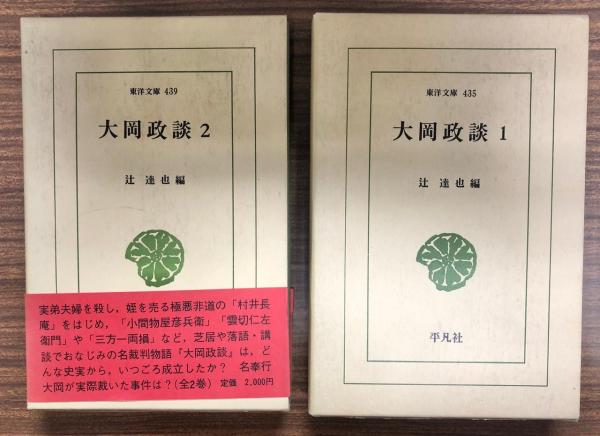 東洋文庫 439
大岡政談 2
辻 達也編
実弟夫婦を殺し,姪を売る極悪非道の「村井長
庵」をはじめ,「小間物屋彦兵衛」「雲切仁左
衛門」や「三方一両損」など,芝居や落語・講
談でおなじみの名裁判物語『大岡政談』は,ど
んな史実から,いつごろ成立したか? 名奉行
大岡が実際裁いた事件は?(全2巻) 定価 2,000円
東洋文庫 435
大岡政談 1
辻 達也編
平凡社